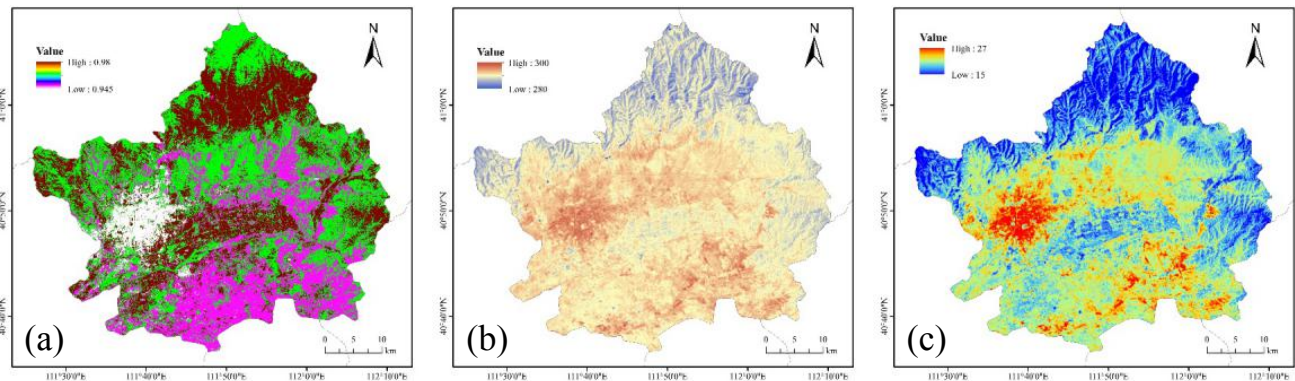 N
Value
High : 0.98
Low : 0.945
41°0'0"N
40°50'0"N
40°40'0"N
0 5 10
km
(a)
111°30'0"E 111°40'0"E 111°50'0"E 112°0'0"E 112°10'0"E
N
Value
High : 300
Low : 280
41°0'0"N
40°50'0"N
40°40'0"N
0 5 10
km
(b)
111°30'0"E 111°40'0"E 111°50'0"E 112°0'0"E 112°10'0"E
N
Value
High : 27
Low : 15
41°0'0"N
40°50'0"N
40°40'0"N
0 5 10
km
(c)
111°30'0"E 111°40'0"E 111°50'0"E 112°0'0"E 112°10'0"E